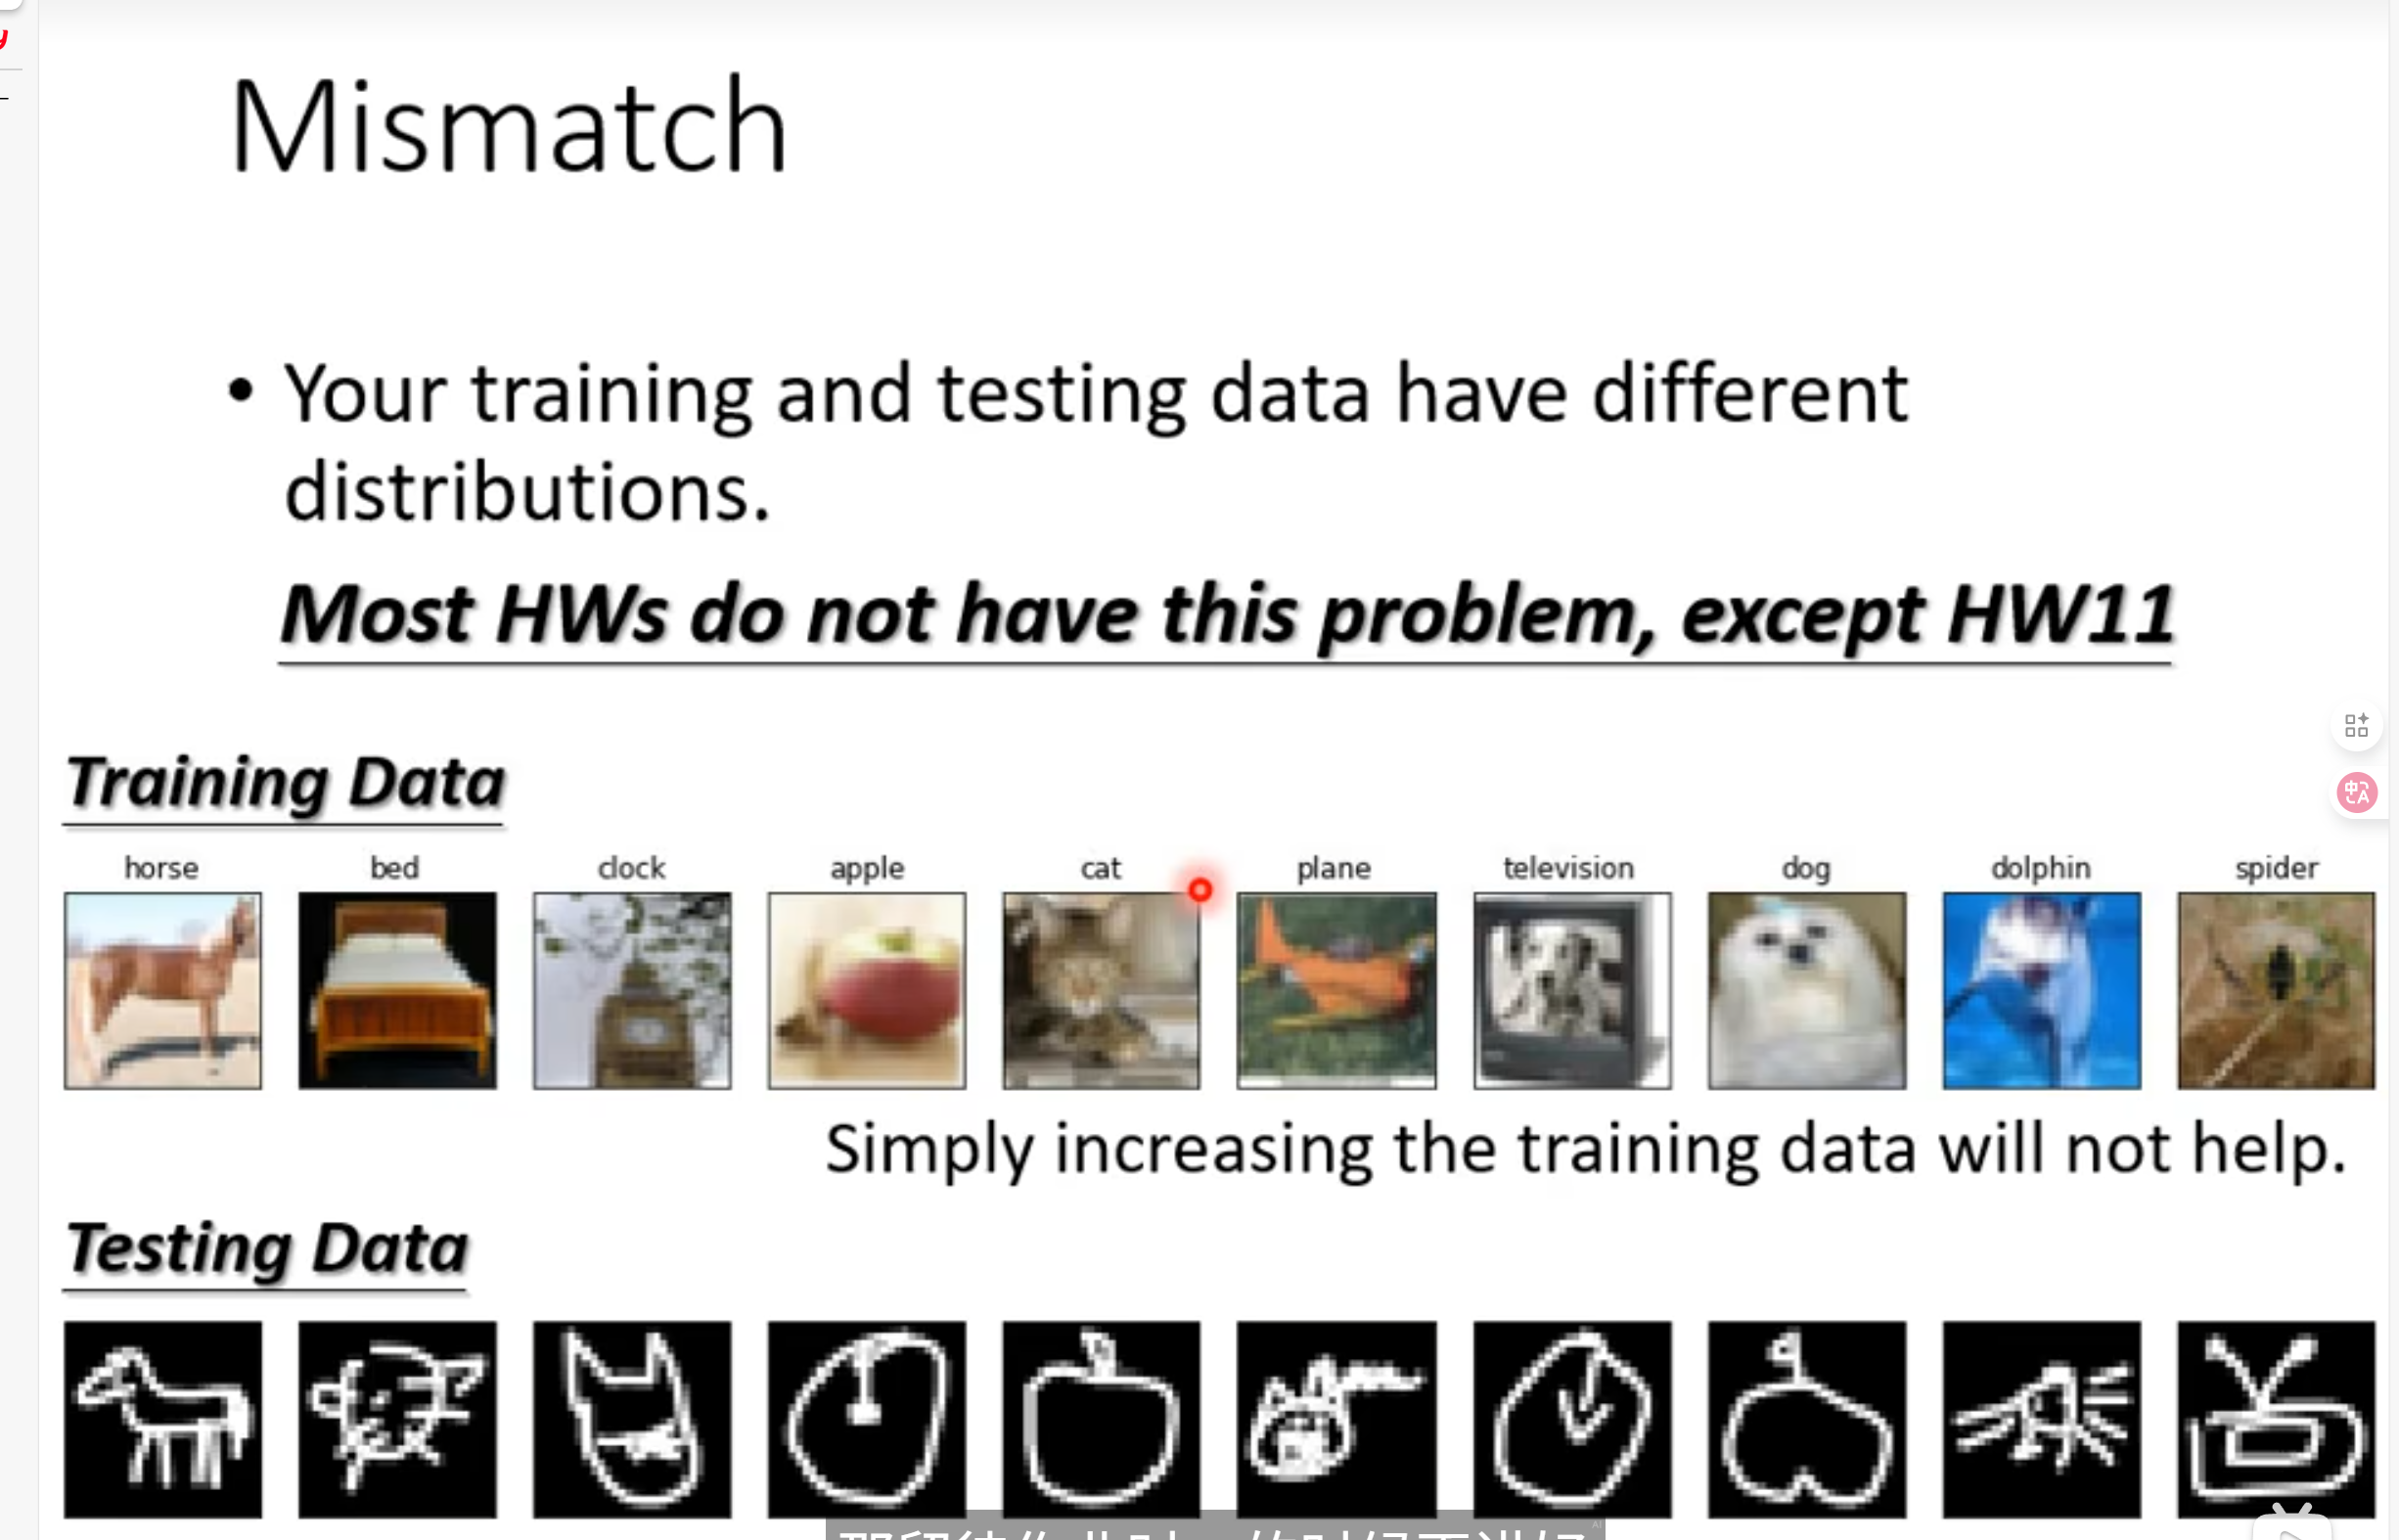 Mismatch
• Your training and testing data have different
distributions.
Most HWs do not have this problem, except HW11
Training Data
horse bed clock apple cat plane television dog dolphin spider
Simply increasing the training data will not help.
Testing Data